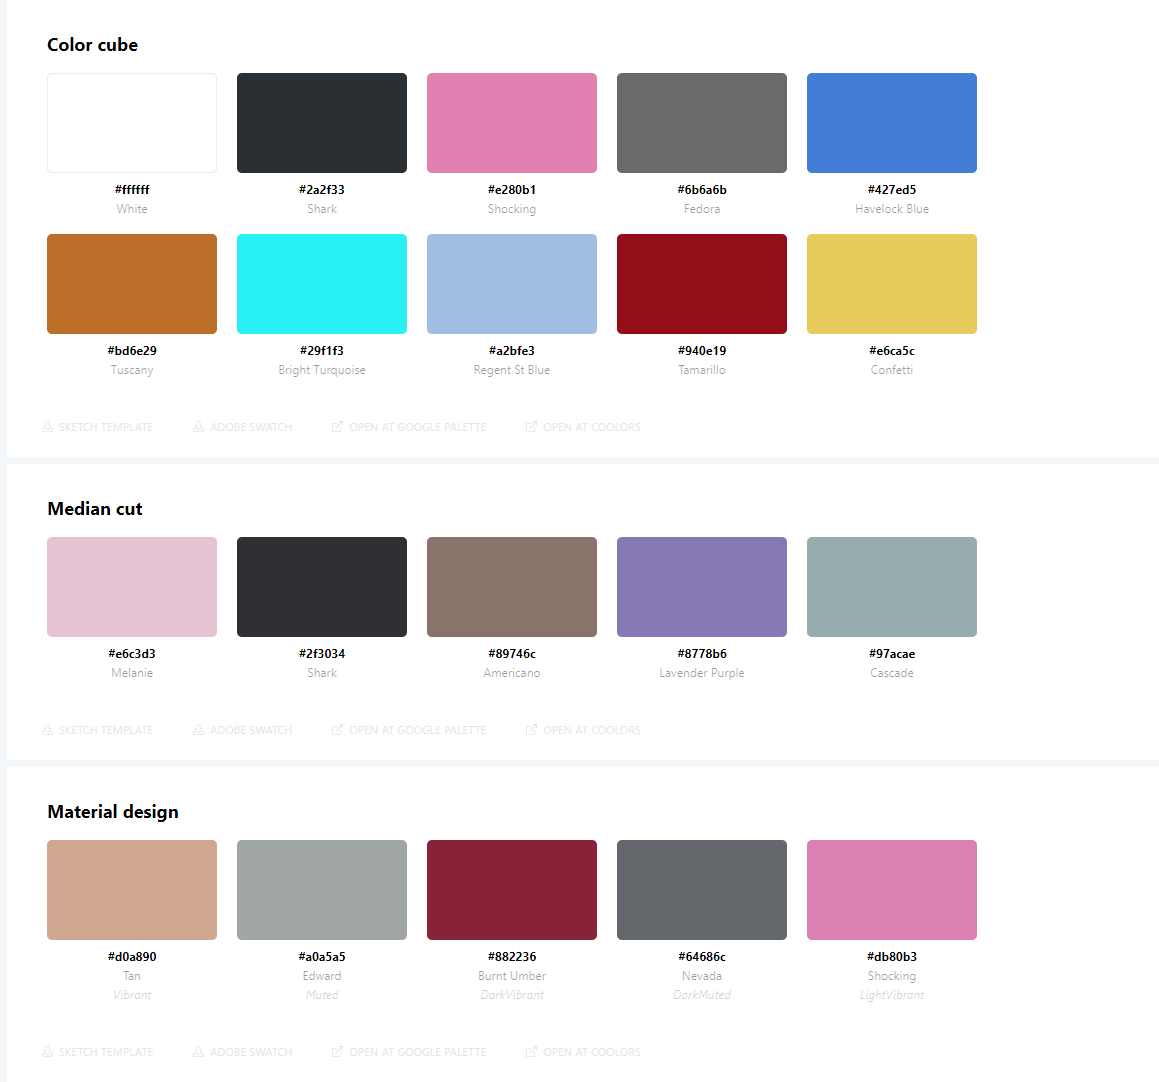 Color cube
#ffffff #2a2f33 #e280b1 #6b6a6b #427ed5
White Shark Shocking Fedora Havelock Blue
#bd6e29 #29f1f3 #a2bfe3 #940e19 #e6ca5c
Tuscany Bright Turquoise Regent St Blue Tamarillo Confetti
SKETCH TEMPLATE ADOBE SWATCH OPEN AT GOOGLE PALETTE OPEN AT COOLORS
Median cut
#e6c3d3 #2f3034 #89746c #8778b6 #97acae
Melanie Shark Americano Lavender Purple Cascade
SKETCH TEMPLATE ADOBE SWATCH OPEN AT GOOGLE PALETTE OPEN AT COOLORS
Material design
#d0a890 #a0a5a5 #882236 #64686c #db80b3
Tan Edward Burnt Umber Nevada Shocking
Vibrant Muted DarkVibrant DarkMuted LightVibrant
SKETCH TEMPLATE ADOBE SWATCH OPEN AT GOOGLE PALETTE OPEN AT COOLORS